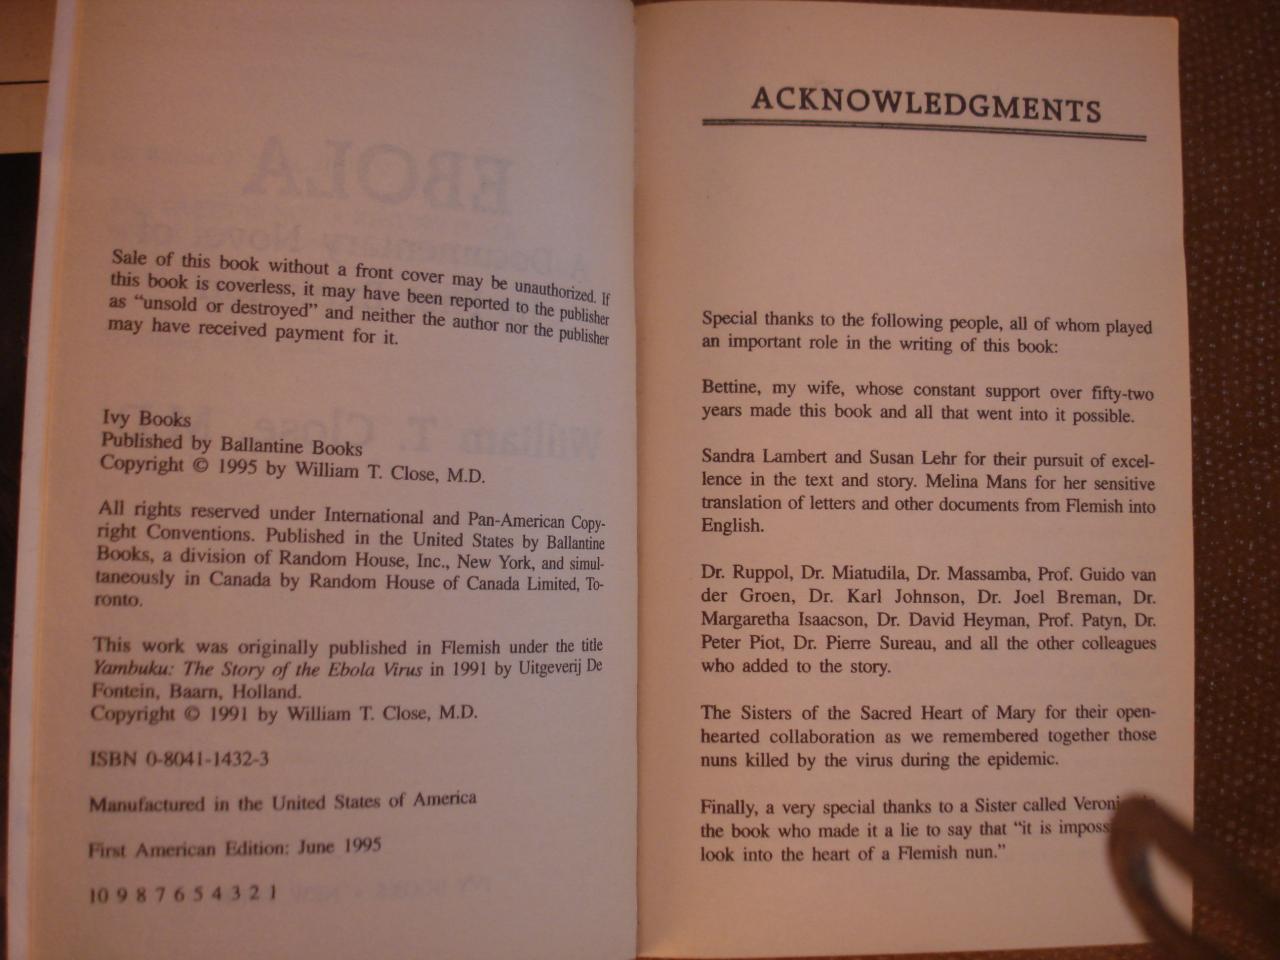 Sale of this book without a front cover may be unauthorized. If
this book is coverless, it may have been reported to the publisher
as “unsold or destroyed” and neither the author nor the publisher
may have received payment for it.
Ivy Books
Published by Ballantine Books
Copyright © 1995 by William T. Close, M.D.
All rights reserved under International and Pan-American Copy-
right Conventions. Published in the United States by Ballantine
Books, a division of Random House, Inc., New York, and simul-
taneously in Canada by Random House of Canada Limited, To-
ronto.
This work was originally published in Flemish under the title
Yambuku: The Story of the Ebola Virus in 1991 by Uitgeverij De
Fontein, Baarn, Holland.
Copyright © 1991 by William T. Close, M.D.
ISBN 0-8041-1432-3
Manufactured in the United States of America
First American Edition: June 1995
10 9 8 7 6 5 4 3 2 1
ACKNOWLEDGMENTS
Special thanks to the following people, all of whom played
an important role in the writing of this book:
Bettine, my wife, whose constant support over fifty-two
years made this book and all that went into it possible.
Sandra Lambert and Susan Lehr for their pursuit of excel-
lence in the text and story. Melina Mans for her sensitive
translation of letters and other documents from Flemish into
English.
Dr. Ruppol, Dr. Miatudila, Dr. Massamba, Prof. Guido van
der Groen, Dr. Karl Johnson, Dr. Joel Breman, Dr.
Margaretha Isaacson, Dr. David Heyman, Prof. Patyn, Dr.
Peter Piot, Dr. Pierre Sureau, and all the other colleagues
who added to the story.
The Sisters of the Sacred Heart of Mary for their open-
hearted collaboration as we remembered together those
nuns killed by the virus during the epidemic.
Finally, a very special thanks to a Sister called
the book who made it a lie to say that “it is
look into the heart of a Flemish nun.”